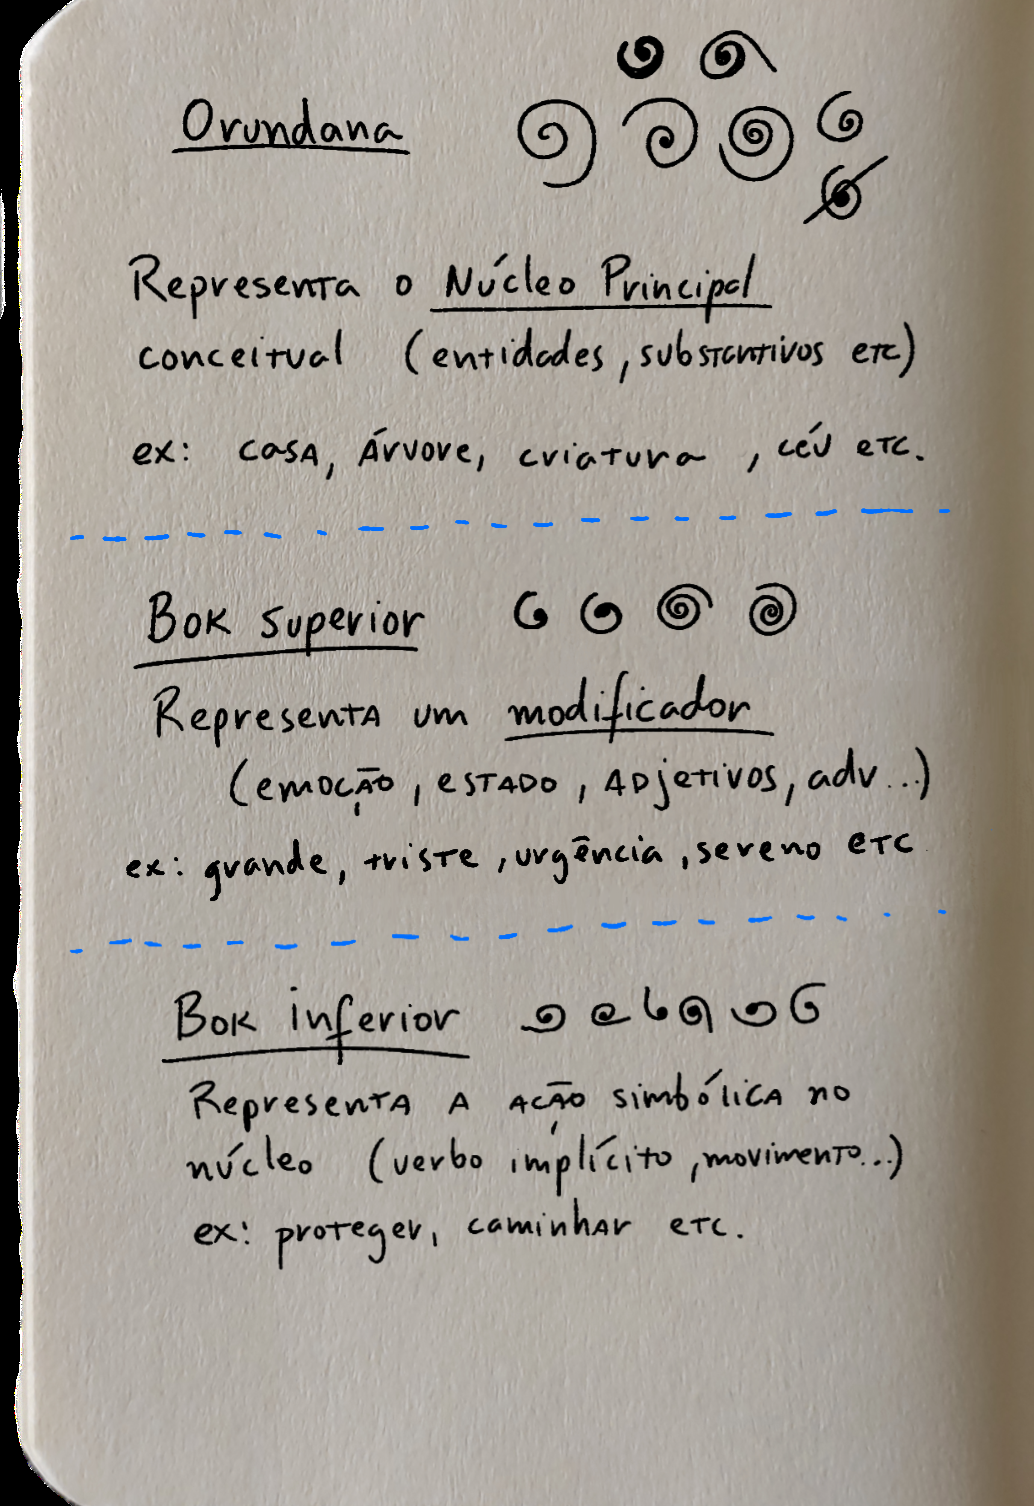 Orundana
Representa o Núcleo Principal
conceitual (entidades, substantivos etc)
ex: casa, Árvore, criatura, céu etc.
Bok superior
Representa um modificador
(emoção, estado, adjetivos, adv...)
ex: grande, triste, urgência, sereno etc
Bok inferior
Representa a ação simbólica no
núcleo (verbo implícito, movimento...)
ex: proteger, caminhar etc.